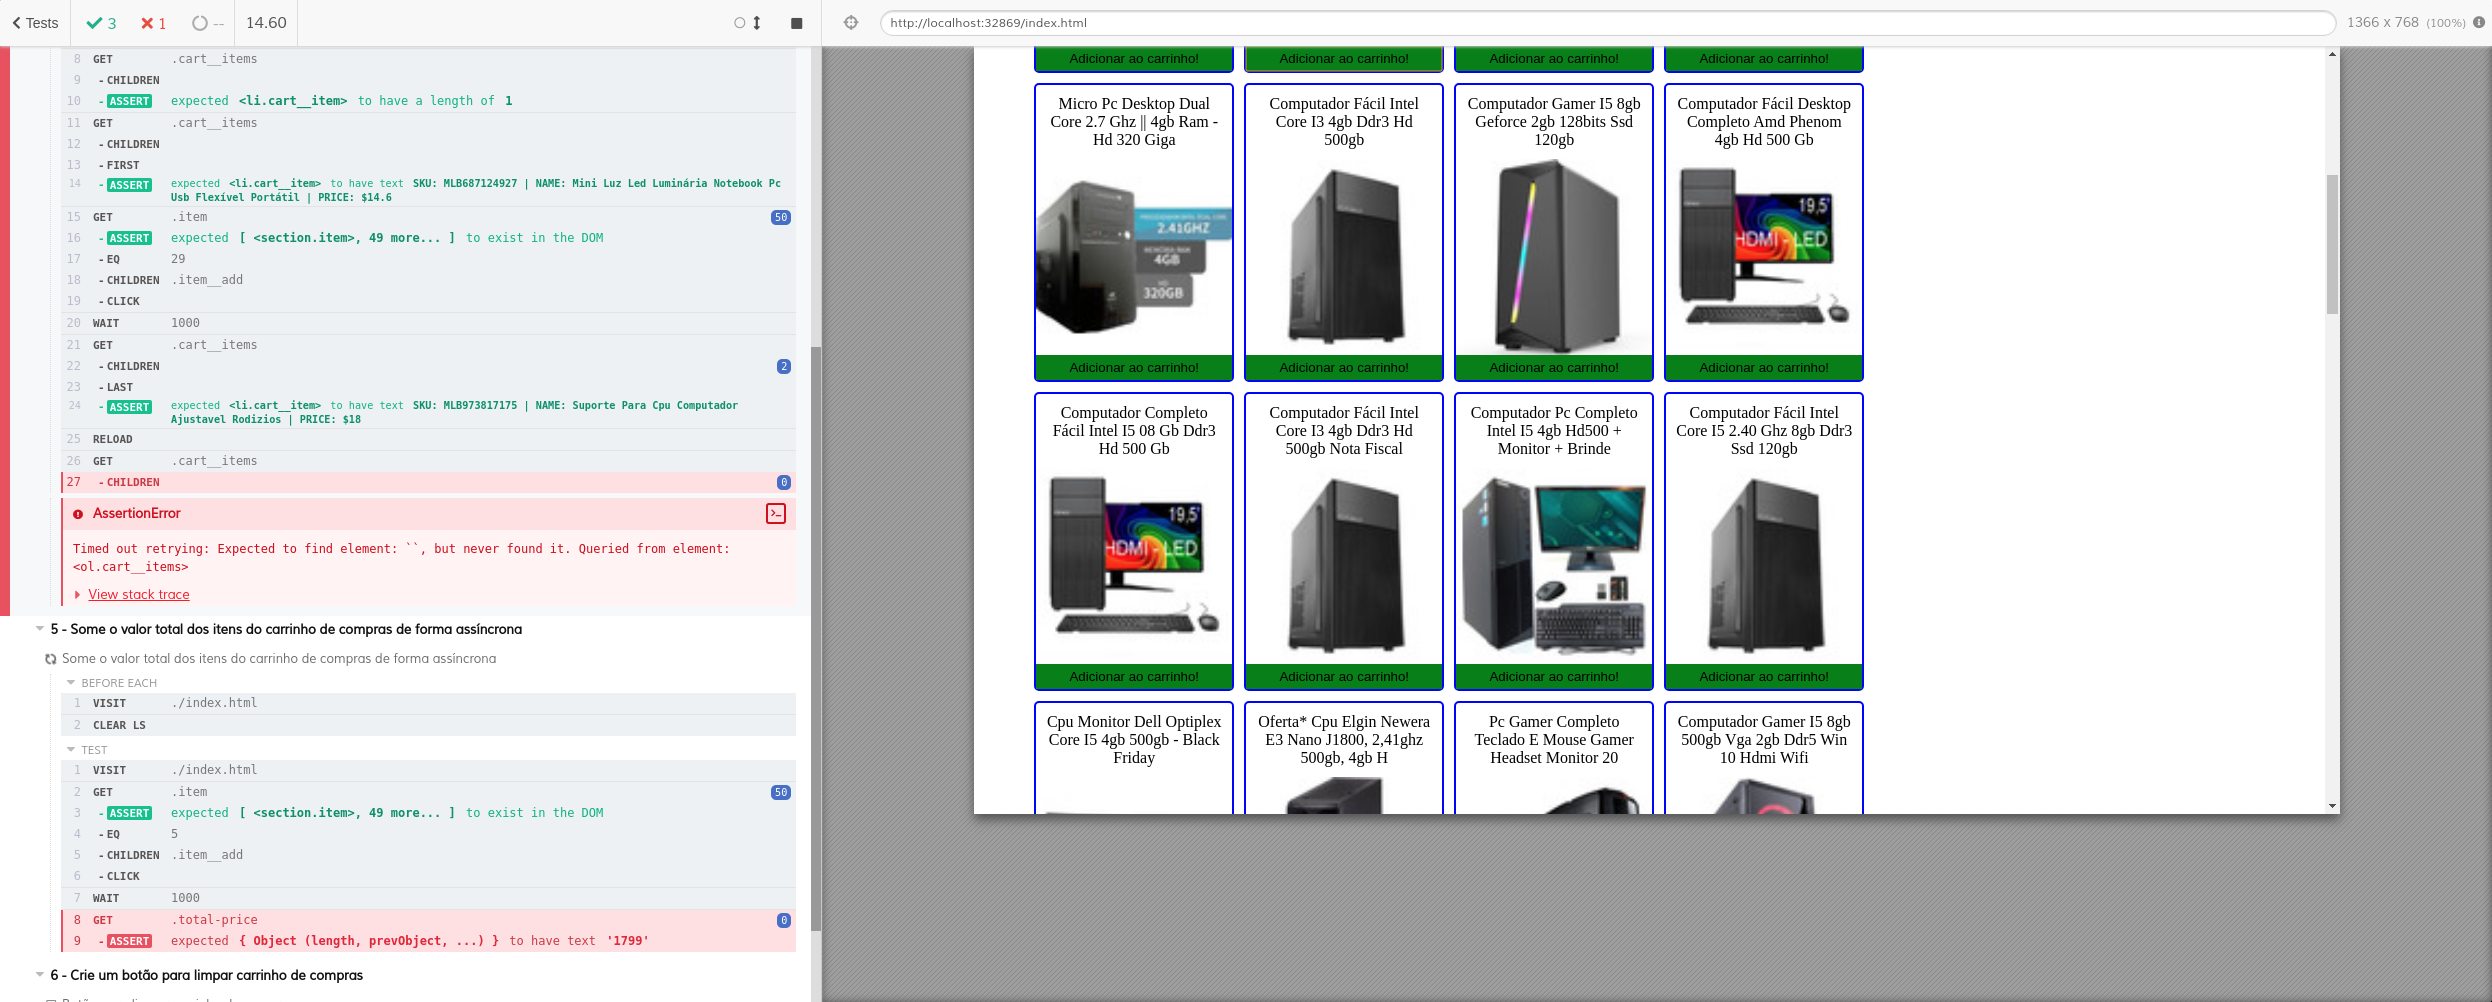 Tests
3
1
--
14.60
http://localhost:32869/index.html
1366 x 768 (100%)
8 GET .cart__items
9 - CHILDREN
10 - ASSERT expected <li.cart__item> to have a length of 1
11 GET .cart__items
12 - CHILDREN
13 - FIRST
14 - ASSERT expected <li.cart__item> to have text SKU: MLB687124927 | NAME: Mini Luz Led Luminária Notebook Pc
Usb Flexível Portátil | PRICE: $14.6
15 GET .item 50
16 - ASSERT expected [ <section.item>, 49 more... ] to exist in the DOM
17 - EQ 29
18 - CHILDREN .item__add
19 - CLICK
20 WAIT 1000
21 GET .cart__items
22 - CHILDREN 2
23 - LAST
24 - ASSERT expected <li.cart__item> to have text SKU: MLB973817175 | NAME: Suporte Para Cpu Computador
Ajustavel Rodizios | PRICE: $18
25 RELOAD
26 GET .cart__items
27 - CHILDREN 0
AssertionError
Timed out retrying: Expected to find element: ``, but never found it. Queried from element:
<ol.cart__items>
View stack trace
5 - Some o valor total dos itens do carrinho de compras de forma assíncrona
Some o valor total dos itens do carrinho de compras de forma assíncrona
BEFORE EACH
1 VISIT ./index.html
2 CLEAR LS
TEST
1 VISIT ./index.html
2 GET .item 50
3 - ASSERT expected [ <section.item>, 49 more... ] to exist in the DOM
4 - EQ 5
5 - CHILDREN .item__add
6 - CLICK
7 WAIT 1000
8 GET .total-price 0
9 - ASSERT expected { Object (length, prevObject, ...) } to have text '1799'
6 - Crie um botão para limpar carrinho de compras
Adicionar ao carrinho!
Adicionar ao carrinho!
Adicionar ao carrinho!
Adicionar ao carrinho!
Micro Pc Desktop Dual
Core 2.7 Ghz || 4gb Ram -
Hd 320 Giga
2.41GHZ
4GB
320GB
Adicionar ao carrinho!
Computador Fácil Intel
Core I3 4gb Ddr3 Hd
500gb
Adicionar ao carrinho!
Computador Gamer I5 8gb
Geforce 2gb 128bits Ssd
120gb
Adicionar ao carrinho!
Computador Fácil Desktop
Completo Amd Phenom
4gb Hd 500 Gb
19,5"
HDMI - LED
Adicionar ao carrinho!
Computador Completo
Fácil Intel I5 08 Gb Ddr3
Hd 500 Gb
19,5"
HDMI - LED
Adicionar ao carrinho!
Computador Fácil Intel
Core I3 4gb Ddr3 Hd
500gb Nota Fiscal
Adicionar ao carrinho!
Computador Pc Completo
Intel I5 4gb Hd500 +
Monitor + Brinde
Adicionar ao carrinho!
Computador Fácil Intel
Core I5 2.40 Ghz 8gb Ddr3
Ssd 120gb
Adicionar ao carrinho!
Cpu Monitor Dell Optiplex
Core I5 4gb 500gb - Black
Friday
Oferta* Cpu Elgin Newera
E3 Nano J1800, 2,41ghz
500gb, 4gb H
Pc Gamer Completo
Teclado E Mouse Gamer
Headset Monitor 20
Computador Gamer I5 8gb
500gb Vga 2gb Ddr5 Win
10 Hdmi Wifi